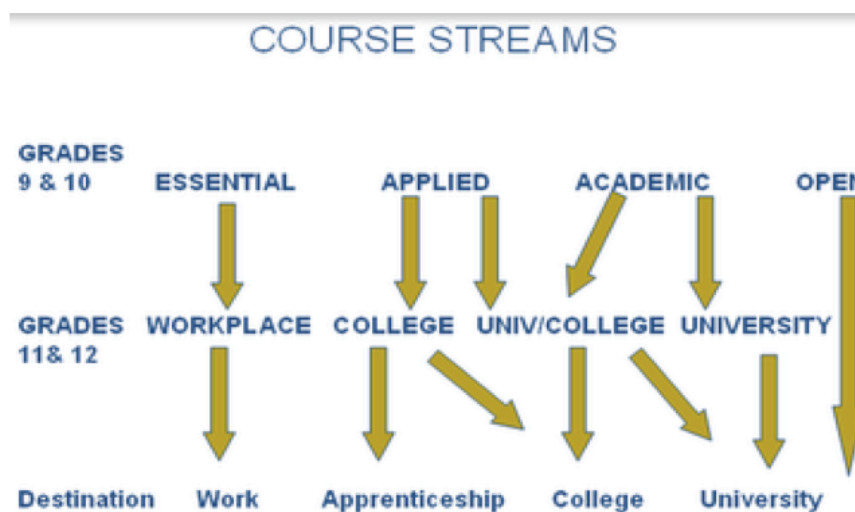 COURSE STREAMS
GRADES
9 & 10 ESSENTIAL APPLIED ACADEMIC OPEN
GRADES WORKPLACE COLLEGE UNIV/COLLEGE UNIVERSITY
11& 12
Destination Work Apprenticeship College University